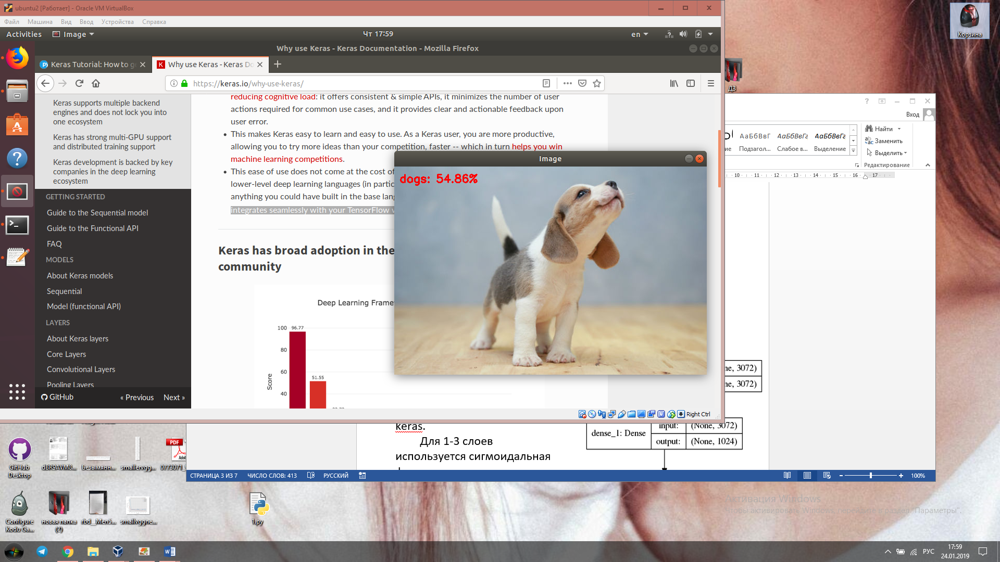 ubuntu2 [Работает] - Oracle VM VirtualBox
Файл Машина Вид Ввод Устройства Справка
Activities Image Чт 17:59 en
Why use Keras - Keras Documentation - Mozilla Firefox
Keras Tutorial: How to g
Why use Keras - Keras Do
https://keras.io/why-use-keras/
Keras supports multiple backend
engines and does not lock you into
one ecosystem
Keras has strong multi-GPU support
and distributed training support
Keras development is backed by key
companies in the deep learning
ecosystem
GETTING STARTED
Guide to the Sequential model
Guide to the Functional API
FAQ
MODELS
About Keras models
Sequential
Model (functional API)
LAYERS
About Keras layers
Core Layers
Convolutional Layers
Pooling Layers
GitHub « Previous Next »
reducing cognitive load: it offers consistent & simple APIs, it minimizes the number of user
actions required for common use cases, and it provides clear and actionable feedback upon
user error.
• This makes Keras easy to learn and easy to use. As a Keras user, you are more productive,
allowing you to try more ideas than your competition, faster -- which in turn helps you win
machine learning competitions.
• This ease of use does not come at the cost of
lower-level deep learning languages (in partic
anything you could have built in the base lang
integrates seamlessly with your TensorFlow w
Keras has broad adoption in the
community
Deep Learning Frame
100 96.77
80
60 51.55
40
Score
Image
dogs: 54.86%
Right Ctrl
Корзина
ДЗ
Вход
АаБбВвГ АаБбВвГг АаБбВвГг
ие Подзагол... Слабое в... Выделение
Найти
Заменить
Выделить
Редактирование
10 11 12 13 14 15 16 17
ne, 3072)
ne, 3072)
dense_1: Dense
input: (None, 3072)
output: (None, 1024)
keras.
Для 1-3 слоев
используется сигмоидальная
СТРАНИЦА 3 ИЗ 7 ЧИСЛО СЛОВ: 413 РУССКИЙ 100%
GitHub
Desktop
dBR9AVM8...
Безымянн...
smallervgg...
PDF
Adob
0773071_
Configure
Kodu Ga...
новая папка
(2)
rbd__Men5...
smallvggne...
1.py
Активация Windows
Чтобы активировать Windows, перейдите в раздел "Параметры".
РУС
17:59
24.01.2019